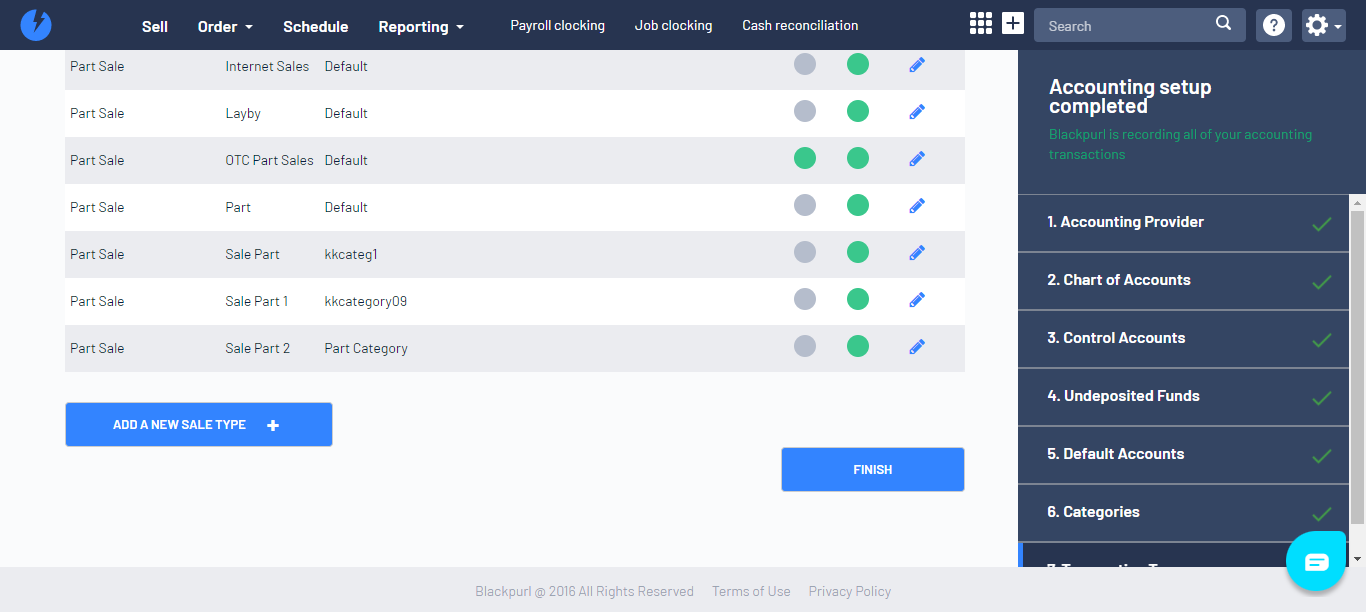 Sell Order Schedule Reporting Payroll clocking Job clocking Cash reconciliation Search
Part Sale Internet Sales Default
Part Sale Layby Default
Part Sale OTC Part Sales Default
Part Sale Part Default
Part Sale Sale Part kkcateg1
Part Sale Sale Part 1 kkcategory09
Part Sale Sale Part 2 Part Category
ADD A NEW SALE TYPE
FINISH
Accounting setup
completed
Blackpurl is recording all of your accounting
transactions
1. Accounting Provider
2. Chart of Accounts
3. Control Accounts
4. Undeposited Funds
5. Default Accounts
6. Categories
Blackpurl @ 2016 All Rights Reserved Terms of Use Privacy Policy